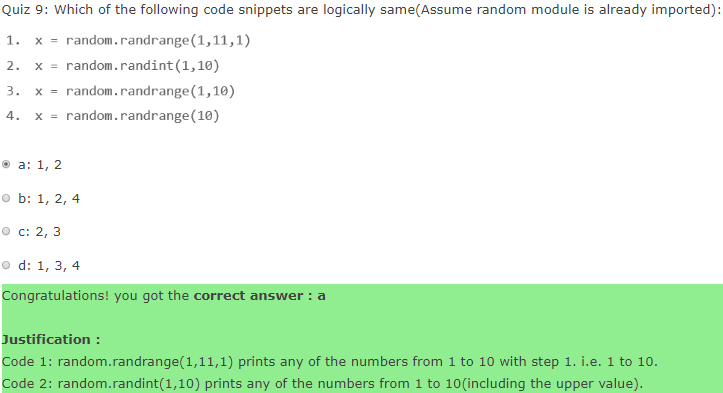 Quiz 9: Which of the following code snippets are logically same(Assume random module is already imported):
1. x = random.randrange(1,11,1)
2. x = random.randint(1,10)
3. x = random.randrange(1,10)
4. x = random.randrange(10)
a: 1, 2
b: 1, 2, 4
c: 2, 3
d: 1, 3, 4
Congratulations! you got the correct answer : a
Justification :
Code 1: random.randrange(1,11,1) prints any of the numbers from 1 to 10 with step 1. i.e. 1 to 10.
Code 2: random.randint(1,10) prints any of the numbers from 1 to 10(including the upper value).